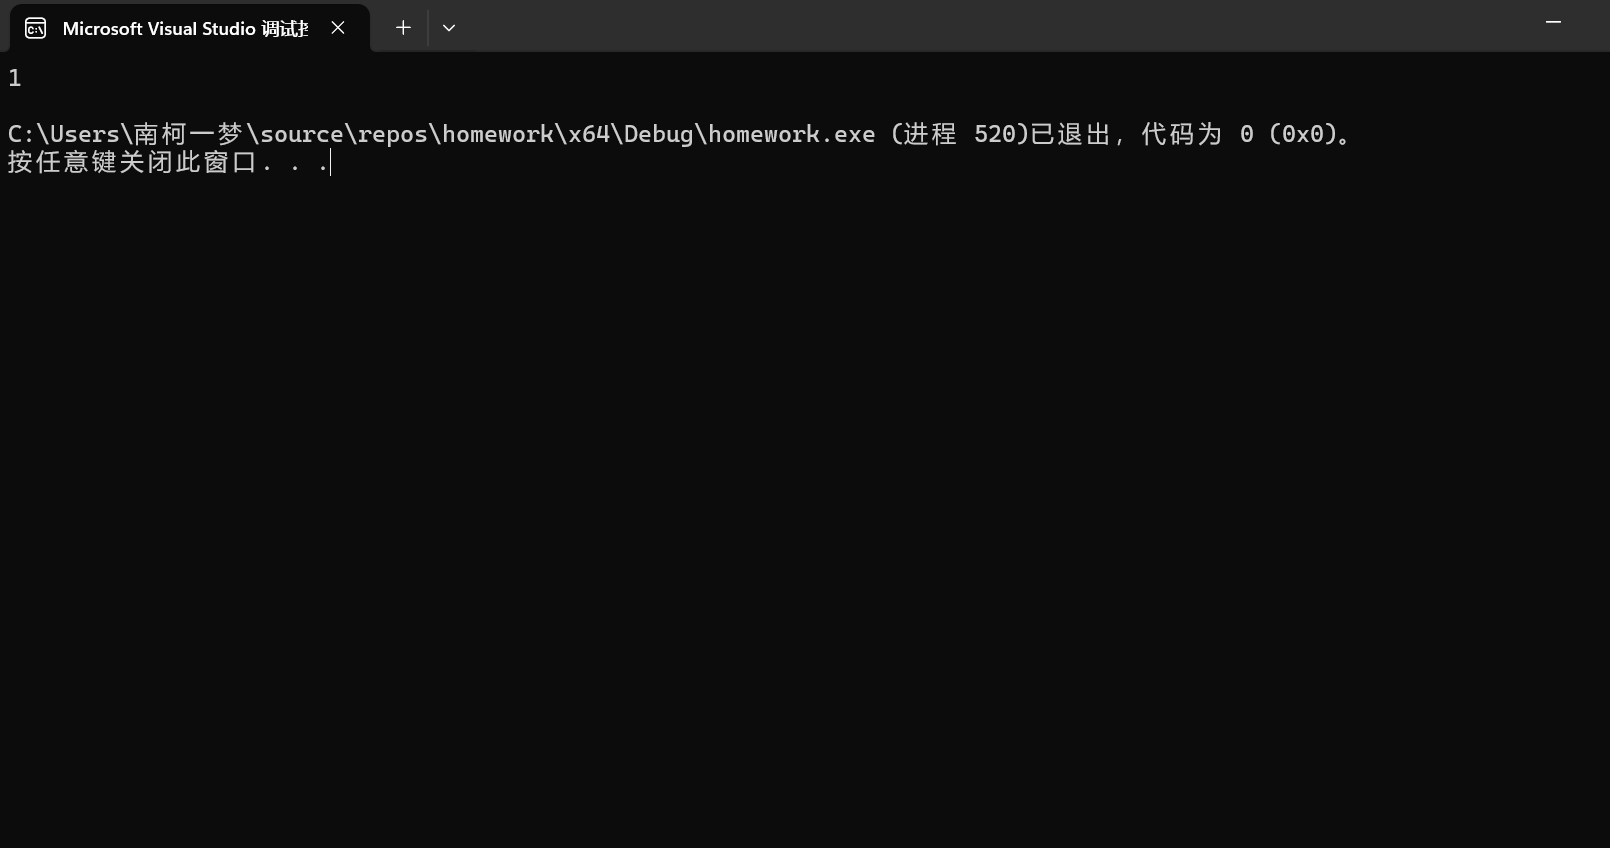 Microsoft Visual Studio 调试
1
C:\Users\南柯一梦\source\repos\homework\x64\Debug\homework.exe (进程 520)已退出，代码为 0 (0x0)。
按任意键关闭此窗口. . .